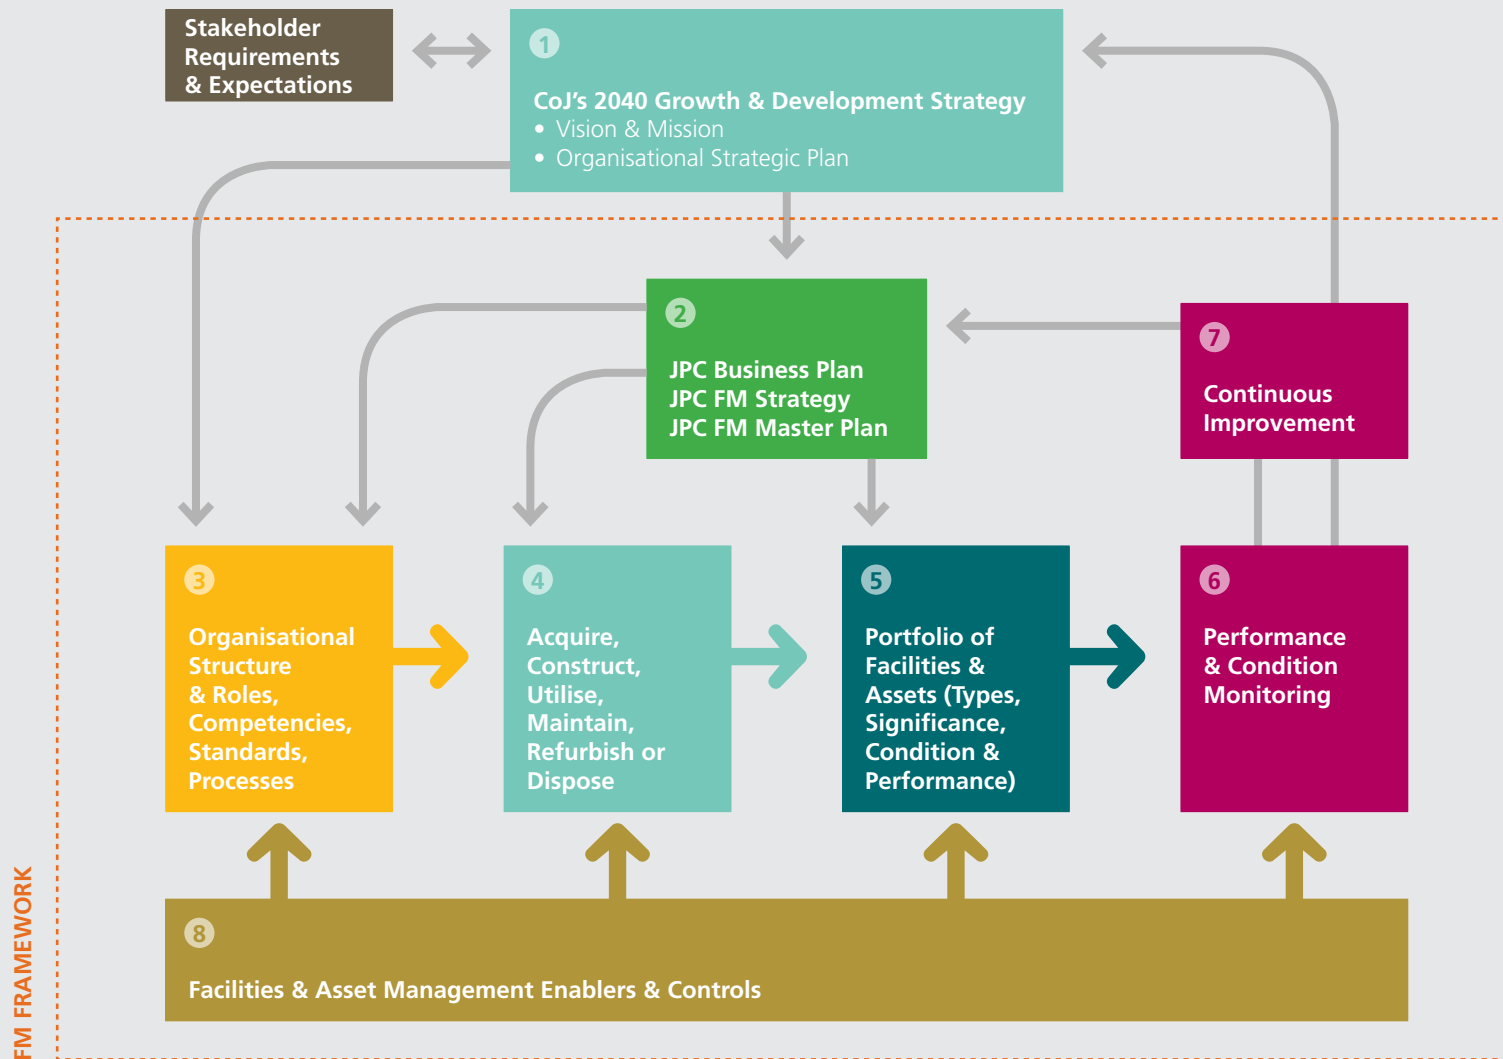 Stakeholder
Requirements
& Expectations
1
CoJ's 2040 Growth & Development Strategy
• Vision & Mission
• Organisational Strategic Plan
2
JPC Business Plan
JPC FM Strategy
JPC FM Master Plan
7
Continuous
Improvement
3
Organisational
Structure
& Roles,
Competencies,
Standards,
Processes
4
Acquire,
Construct,
Utilise,
Maintain,
Refurbish or
Dispose
5
Portfolio of
Facilities &
Assets (Types,
Significance,
Condition &
Performance)
6
Performance
& Condition
Monitoring
8
Facilities & Asset Management Enablers & Controls
FM FRAMEWORK